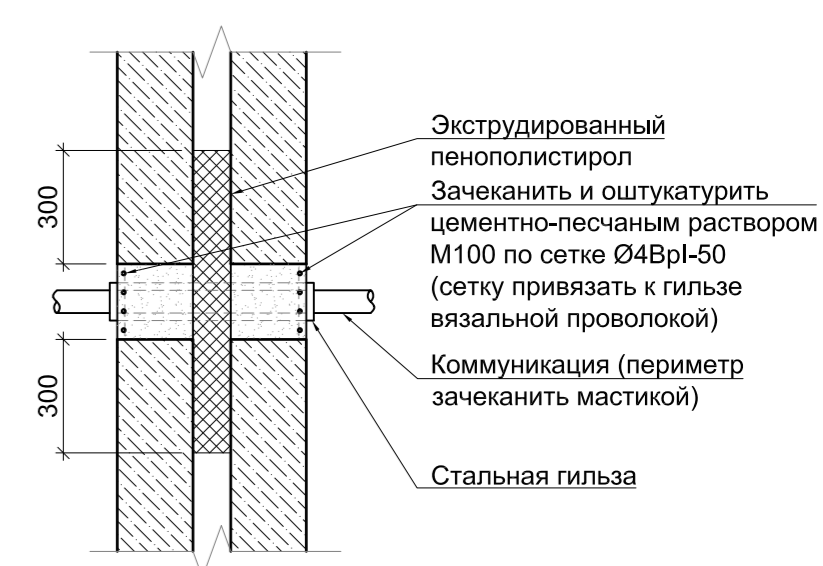 Экструдированный
пенополистирол
Зачеканить и оштукатурить
цементно-песчаным раствором
М100 по сетке Ø4ВрI-50
(сетку привязать к гильзе
вязальной проволокой)
Коммуникация (периметр
зачеканить мастикой)
Стальная гильза
300
300